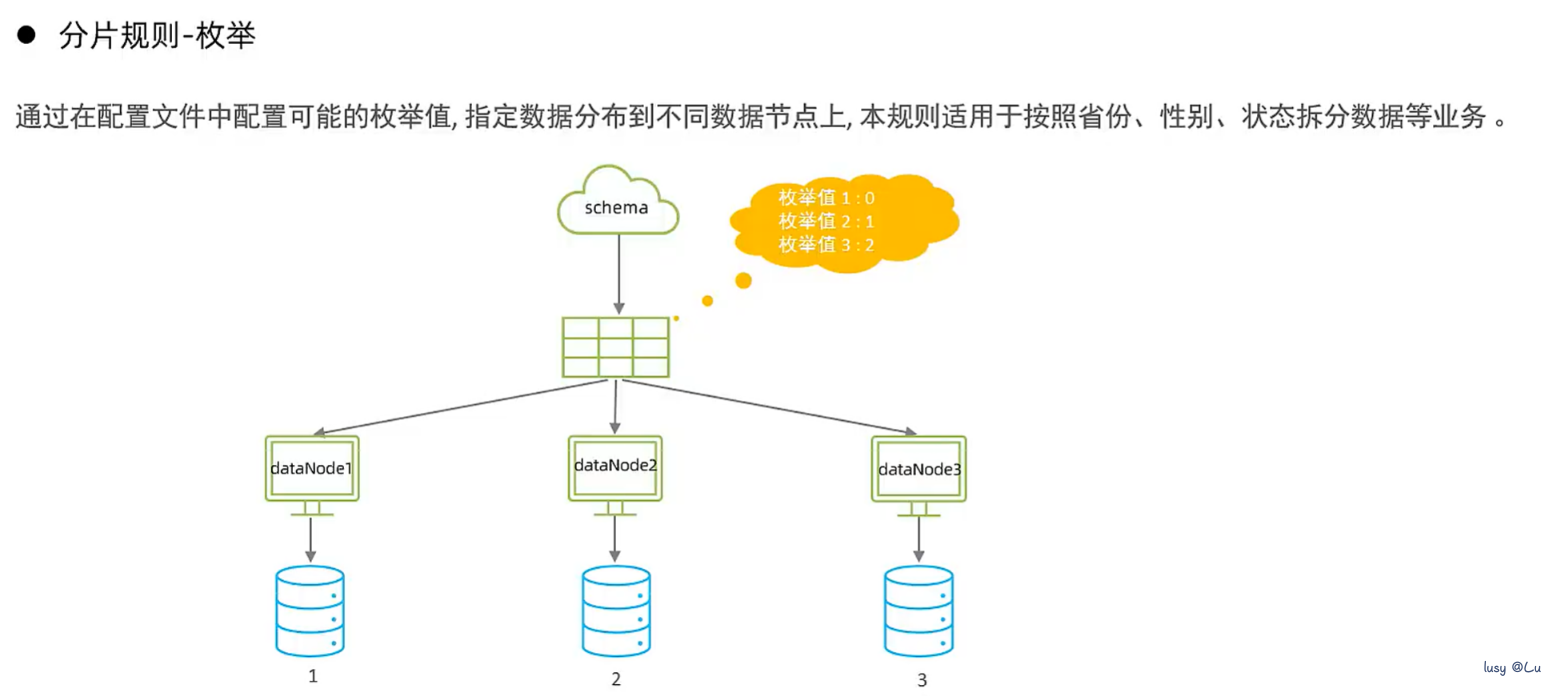 ● 分片规则-枚举
通过在配置文件中配置可能的枚举值, 指定数据分布到不同数据节点上, 本规则适用于按照省份、性别、状态拆分数据等业务 。
schema
枚举值 1 : 0
枚举值 2 : 1
枚举值 3 : 2
dataNode1
dataNode2
dataNode3
1
2
3
lusy @Lu